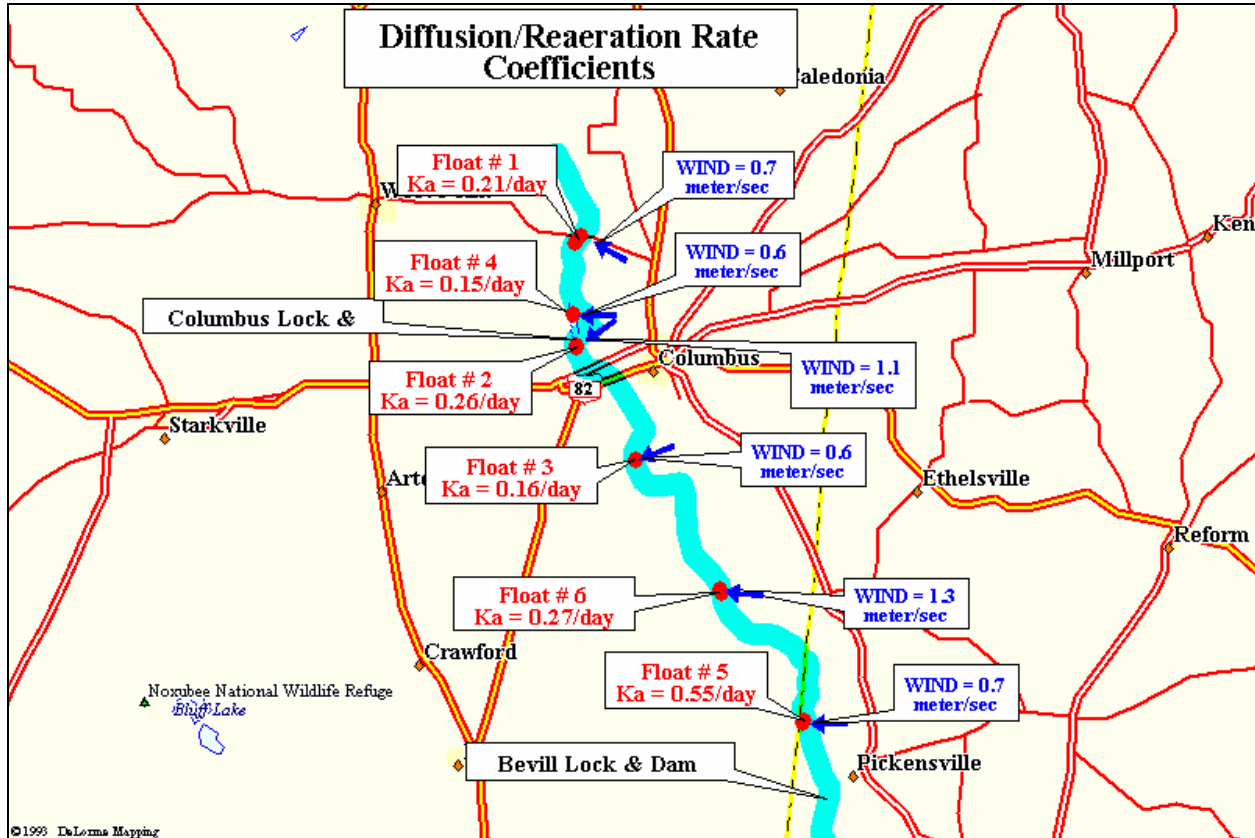 Diffusion/Reaeration Rate
Coefficients
Caledonia
Float # 1
Ka = 0.21/day
WIND = 0.7
meter/sec
Float # 4
Ka = 0.15/day
WIND = 0.6
meter/sec
Ken
Millport
Columbus Lock &
Columbus
Float # 2
Ka = 0.26/day
82
WIND = 1.1
meter/sec
Starkville
Float # 3
Ka = 0.16/day
WIND = 0.6
meter/sec
Arte
Ethelsville
Reform
Float # 6
Ka = 0.27/day
WIND = 1.3
meter/sec
Crawford
Float # 5
Ka = 0.55/day
WIND = 0.7
meter/sec
Noxubee National Wildlife Refuge
Bluff Lake
Bevill Lock & Dam
Pickensville
©1993 DeLorme Mapping